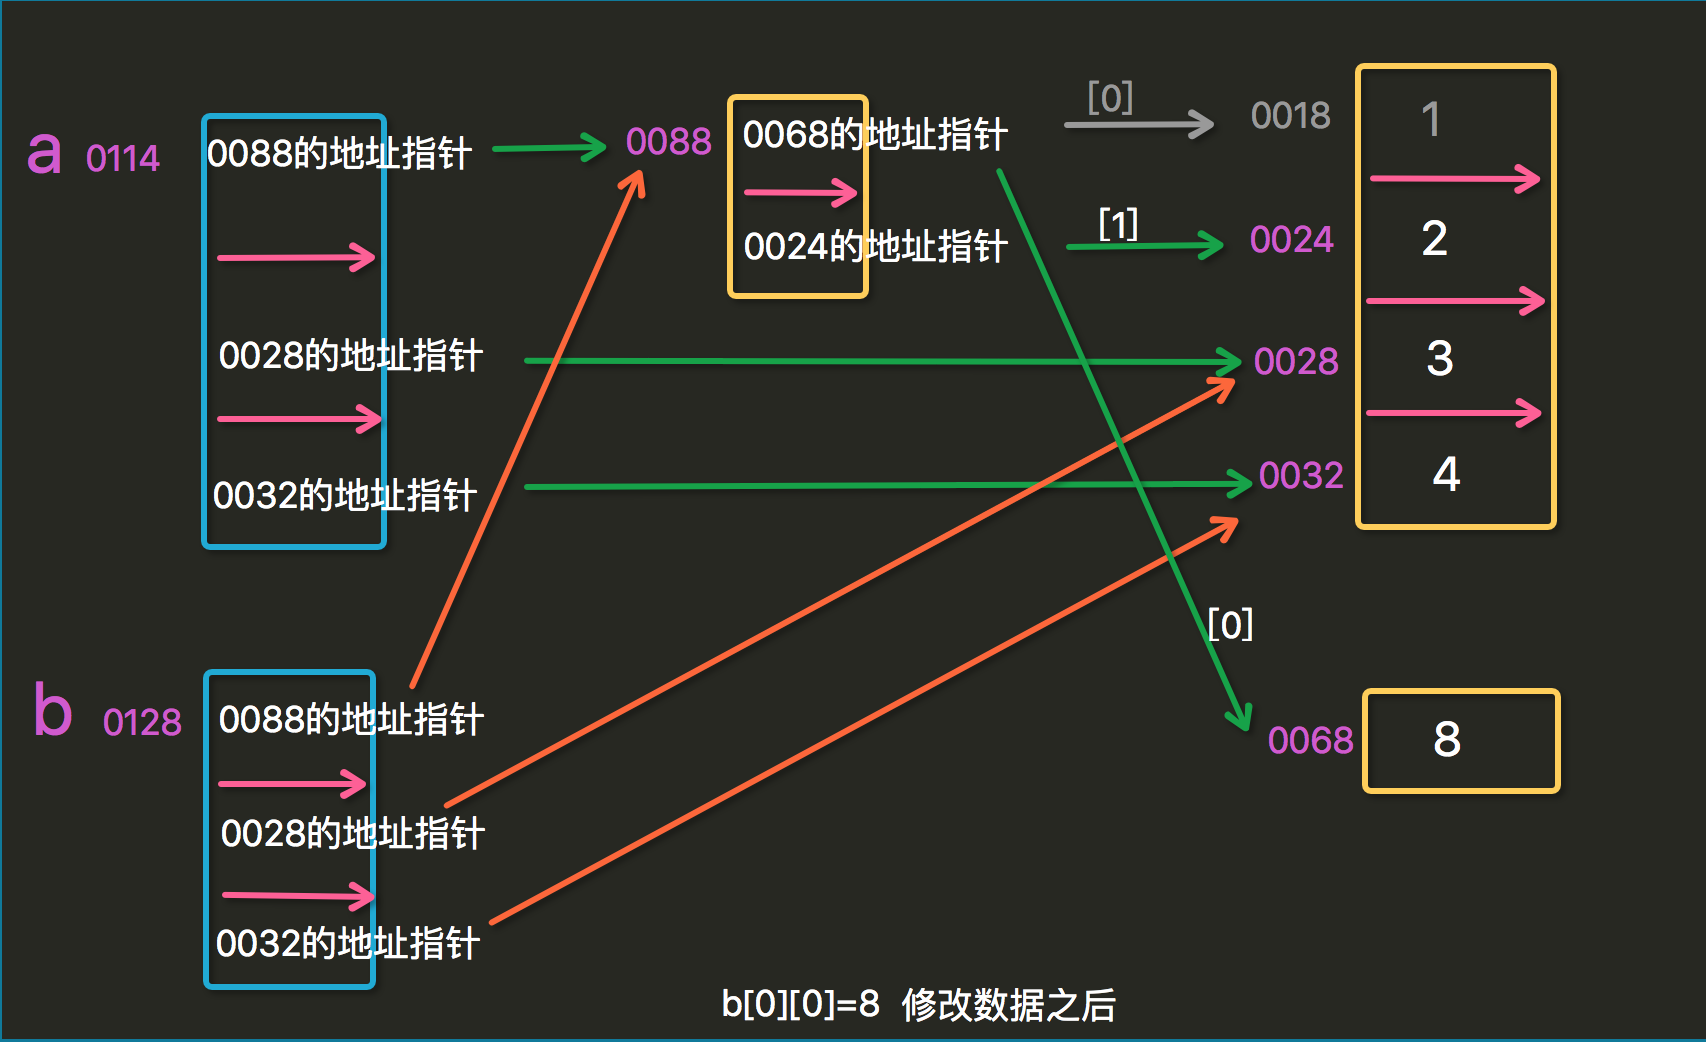 a 0114
0088的地址指针
0028的地址指针
0032的地址指针
0088
0068的地址指针
0024的地址指针
[0]
[1]
0018
1
0024
2
0028
3
0032
4
b 0128
0088的地址指针
0028的地址指针
0032的地址指针
[0]
0068
8
b[0][0]=8 修改数据之后